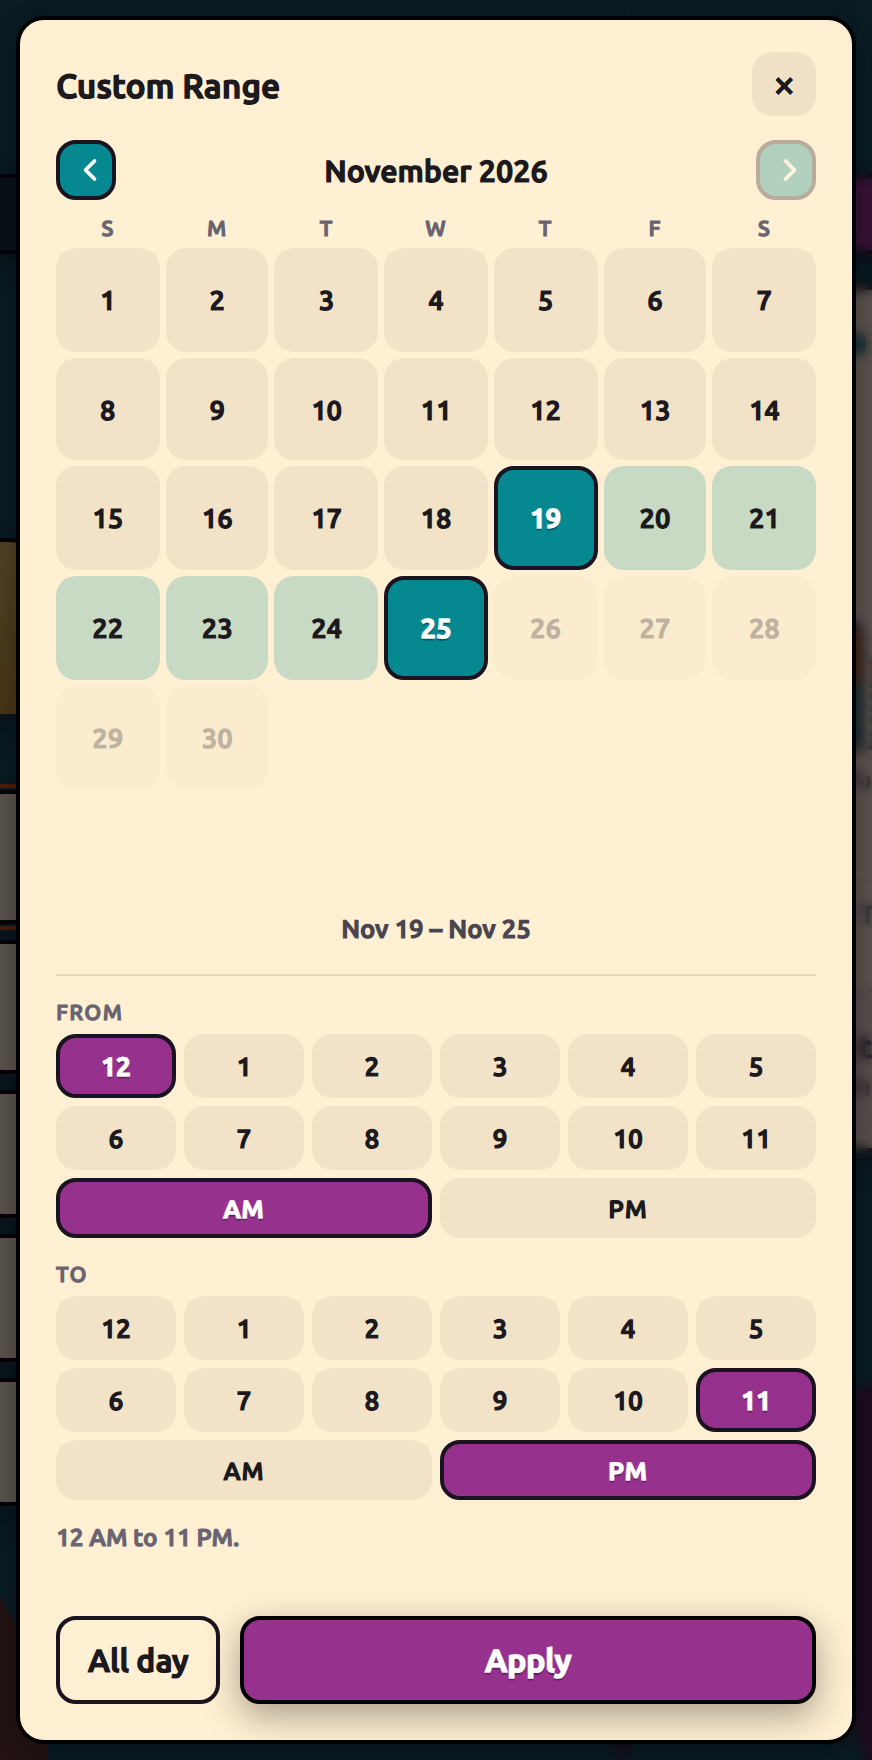 Custom Range ×
November 2026
S M T W T F S
1 2 3 4 5 6 7
8 9 10 11 12 13 14
15 16 17 18 19 20 21
22 23 24 25 26 27 28
29 30
Nov 19 – Nov 25
FROM
12 1 2 3 4 5
6 7 8 9 10 11
AM PM
TO
12 1 2 3 4 5
6 7 8 9 10 11
AM PM
12 AM to 11 PM.
All day Apply